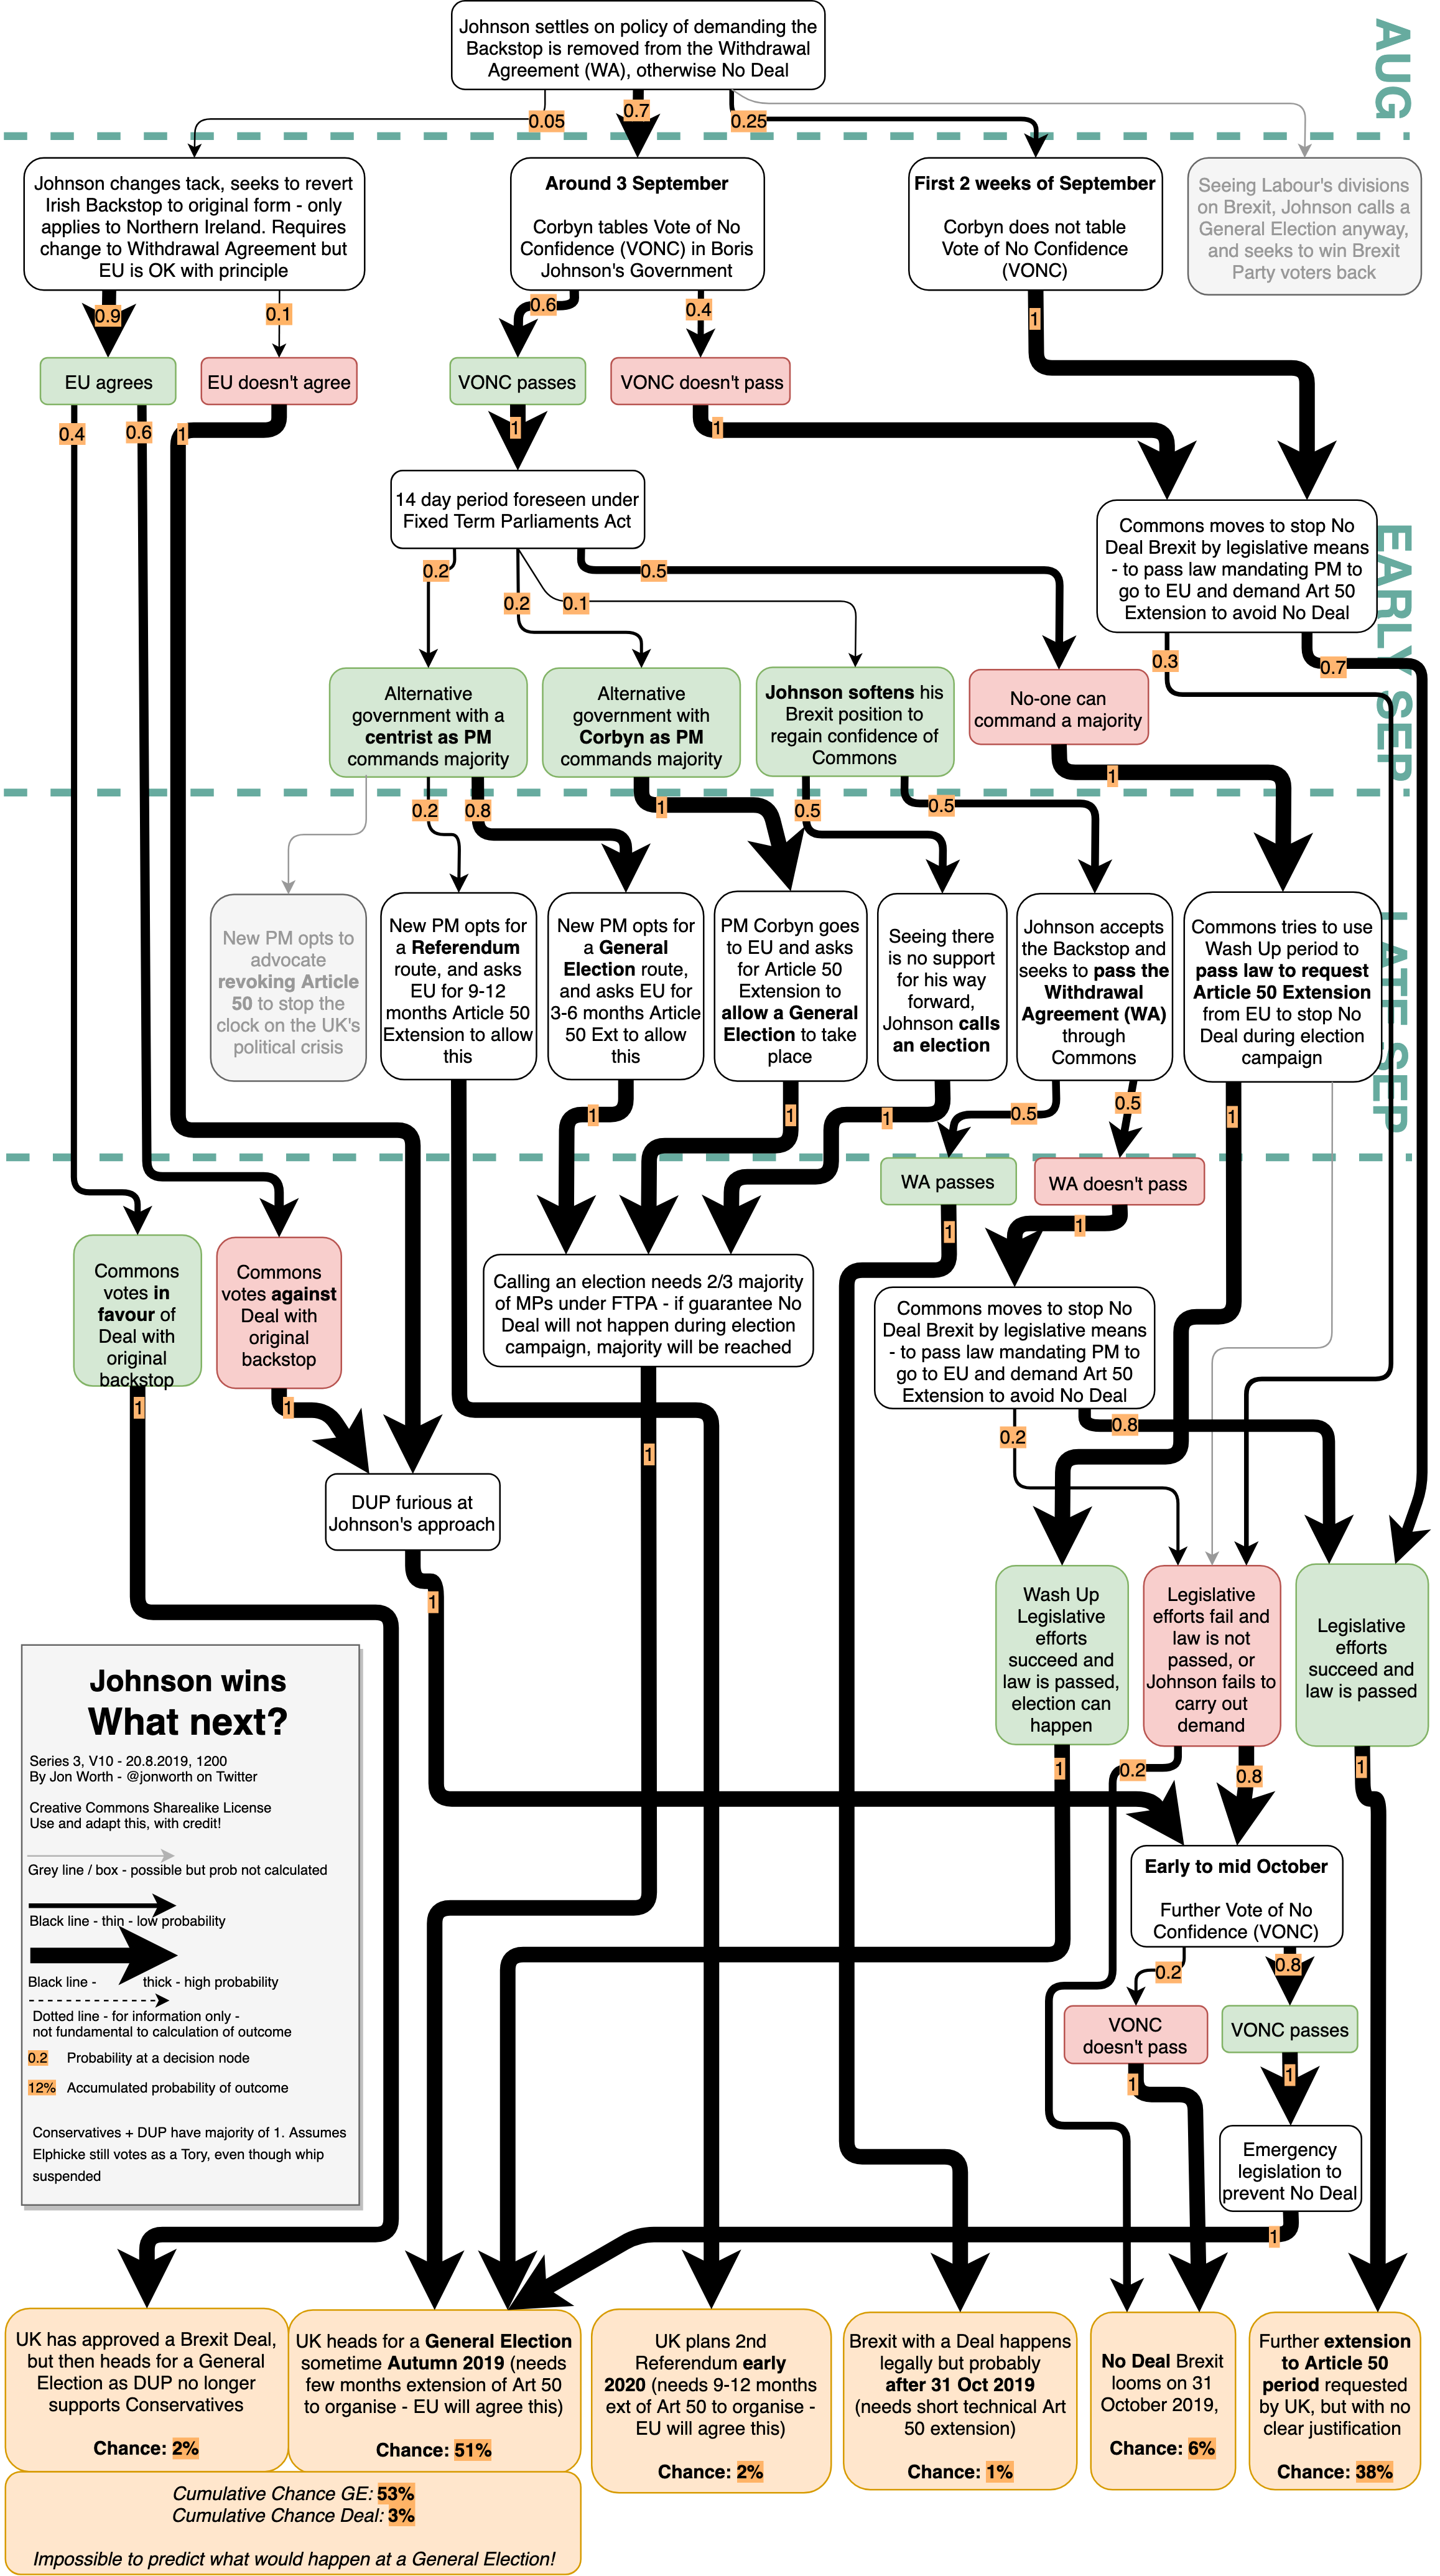 Johnson settles on policy of demanding the
Backstop is removed from the Withdrawal
Agreement (WA), otherwise No Deal
AUG
0.05
0.7
0.25
Johnson changes tack, seeks to revert
Irish Backstop to original form - only
applies to Northern Ireland. Requires
change to Withdrawal Agreement but
EU is OK with principle
Around 3 September
Corbyn tables Vote of No
Confidence (VONC) in Boris
Johnson's Government
First 2 weeks of September
Corbyn does not table
Vote of No Confidence
(VONC)
Seeing Labour's divisions
on Brexit, Johnson calls a
General Election anyway,
and seeks to win Brexit
Party voters back
0.9
0.1
0.6
0.4
1
EU agrees
EU doesn't agree
VONC passes
VONC doesn't pass
0.4
0.6
1
1
1
14 day period foreseen under
Fixed Term Parliaments Act
Commons moves to stop No
Deal Brexit by legislative means
- to pass law mandating PM to
go to EU and demand Art 50
Extension to avoid No Deal
EARLY SEP
0.2
0.2
0.1
0.5
0.3
0.7
Alternative
government with a
centrist as PM
commands majority
Alternative
government with
Corbyn as PM
commands majority
Johnson softens his
Brexit position to
regain confidence of
Commons
No-one can
command a majority
0.2
0.8
1
0.5
0.5
1
New PM opts to
advocate
revoking Article
50 to stop the
clock on the UK's
political crisis
New PM opts for
a Referendum
route, and asks
EU for 9-12
months Article 50
Extension to allow
this
New PM opts for
a General
Election route,
and asks EU for
3-6 months Article
50 Ext to allow
this
PM Corbyn goes
to EU and asks
for Article 50
Extension to
allow a General
Election to take
place
Seeing there
is no support
for his way
forward,
Johnson calls
an election
Johnson accepts
the Backstop and
seeks to pass the
Withdrawal
Agreement (WA)
through
Commons
Commons tries to use
Wash Up period to
pass law to request
Article 50 Extension
from EU to stop No
Deal during election
campaign
LATE SEP
1
1
1
0.5
0.5
1
WA passes
WA doesn't pass
1
1
Commons
votes in
favour of
Deal with
original
backstop
Commons
votes against
Deal with
original
backstop
Calling an election needs 2/3 majority
of MPs under FTPA - if guarantee No
Deal will not happen during election
campaign, majority will be reached
Commons moves to stop No
Deal Brexit by legislative means
- to pass law mandating PM to
go to EU and demand Art 50
Extension to avoid No Deal
1
1
1
0.2
0.8
DUP furious at
Johnson's approach
1
Wash Up
Legislative
efforts
succeed and
law is passed,
election can
happen
Legislative
efforts fail and
law is not
passed, or
Johnson fails to
carry out
demand
Legislative
efforts
succeed and
law is passed
1
0.2
0.8
1
Johnson wins
What next?
Series 3, V10 - 20.8.2019, 1200
By Jon Worth - @jonworth on Twitter
Creative Commons Sharealike License
Use and adapt this, with credit!
Grey line / box - possible but prob not calculated
Black line - thin - low probability
Black line - thick - high probability
Dotted line - for information only -
not fundamental to calculation of outcome
0.2 Probability at a decision node
12% Accumulated probability of outcome
Conservatives + DUP have majority of 1. Assumes
Elphicke still votes as a Tory, even though whip
suspended
Early to mid October
Further Vote of No
Confidence (VONC)
0.2
0.8
VONC
doesn't pass
VONC passes
1
1
Emergency
legislation to
prevent No Deal
1
UK has approved a Brexit Deal,
but then heads for a General
Election as DUP no longer
supports Conservatives
Chance: 2%
UK heads for a General Election
sometime Autumn 2019 (needs
few months extension of Art 50
to organise - EU will agree this)
Chance: 51%
UK plans 2nd
Referendum early
2020 (needs 9-12 months
ext of Art 50 to organise -
EU will agree this)
Chance: 2%
Brexit with a Deal happens
legally but probably
after 31 Oct 2019
(needs short technical Art
50 extension)
Chance: 1%
No Deal Brexit
looms on 31
October 2019,
Chance: 6%
Further extension
to Article 50
period requested
by UK, but with no
clear justification
Chance: 38%
Cumulative Chance GE: 53%
Cumulative Chance Deal: 3%
Impossible to predict what would happen at a General Election!